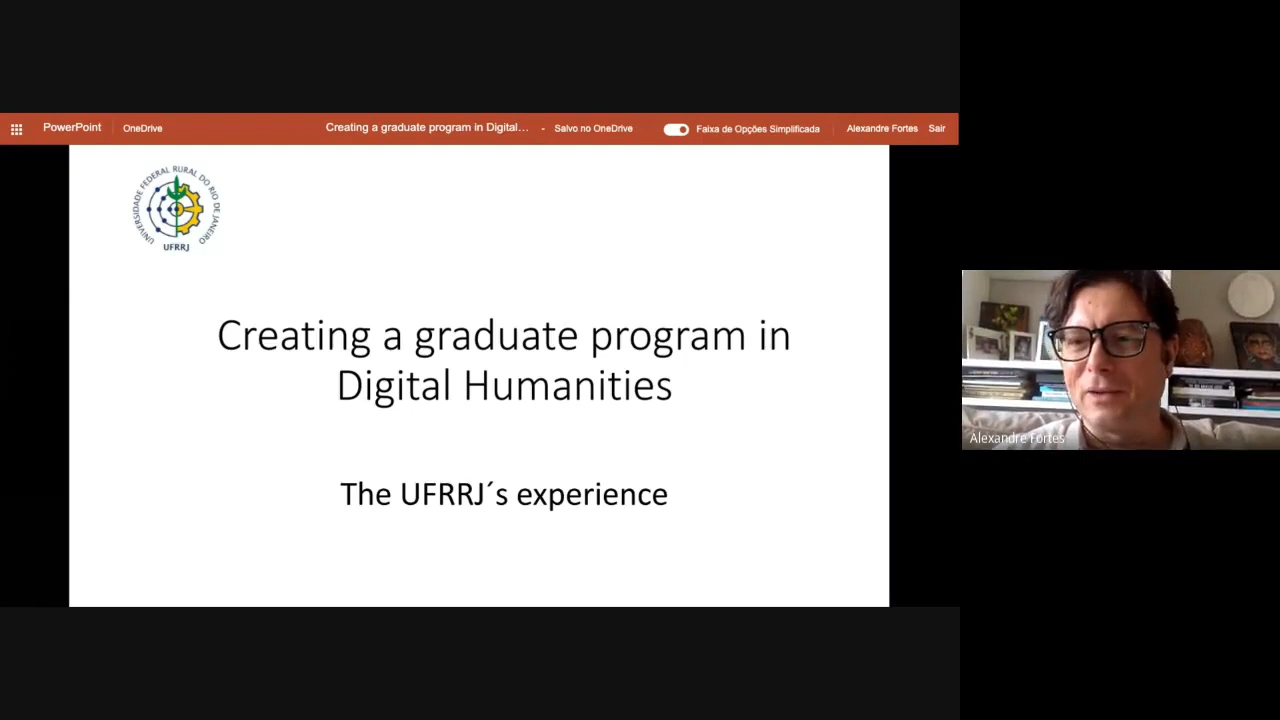 PowerPoint
OneDrive
Creating a graduate program in Digital...
-
Salvo no OneDrive
Faixa de Opções Simplificada
Alexandre Fortes
Sair
UNIVERSIDADE FEDERAL RURAL DO RIO DE JANEIRO
UFRRJ
Creating a graduate program in
Digital Humanities
The UFRRJ´s experience
Alexandre Fortes